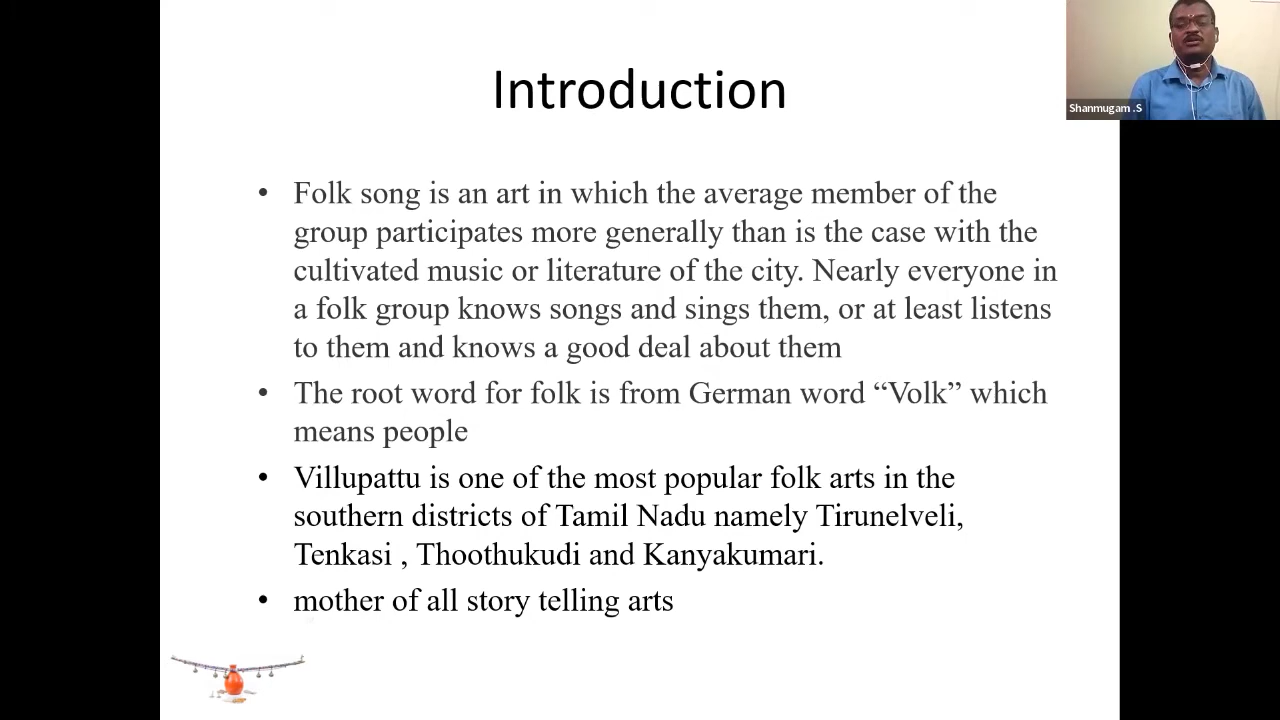 Introduction
Shanmugam .S
• Folk song is an art in which the average member of the
group participates more generally than is the case with the
cultivated music or literature of the city. Nearly everyone in
a folk group knows songs and sings them, or at least listens
to them and knows a good deal about them
• The root word for folk is from German word “Volk” which
means people
• Villupattu is one of the most popular folk arts in the
southern districts of Tamil Nadu namely Tirunelveli,
Tenkasi , Thoothukudi and Kanyakumari.
• mother of all story telling arts